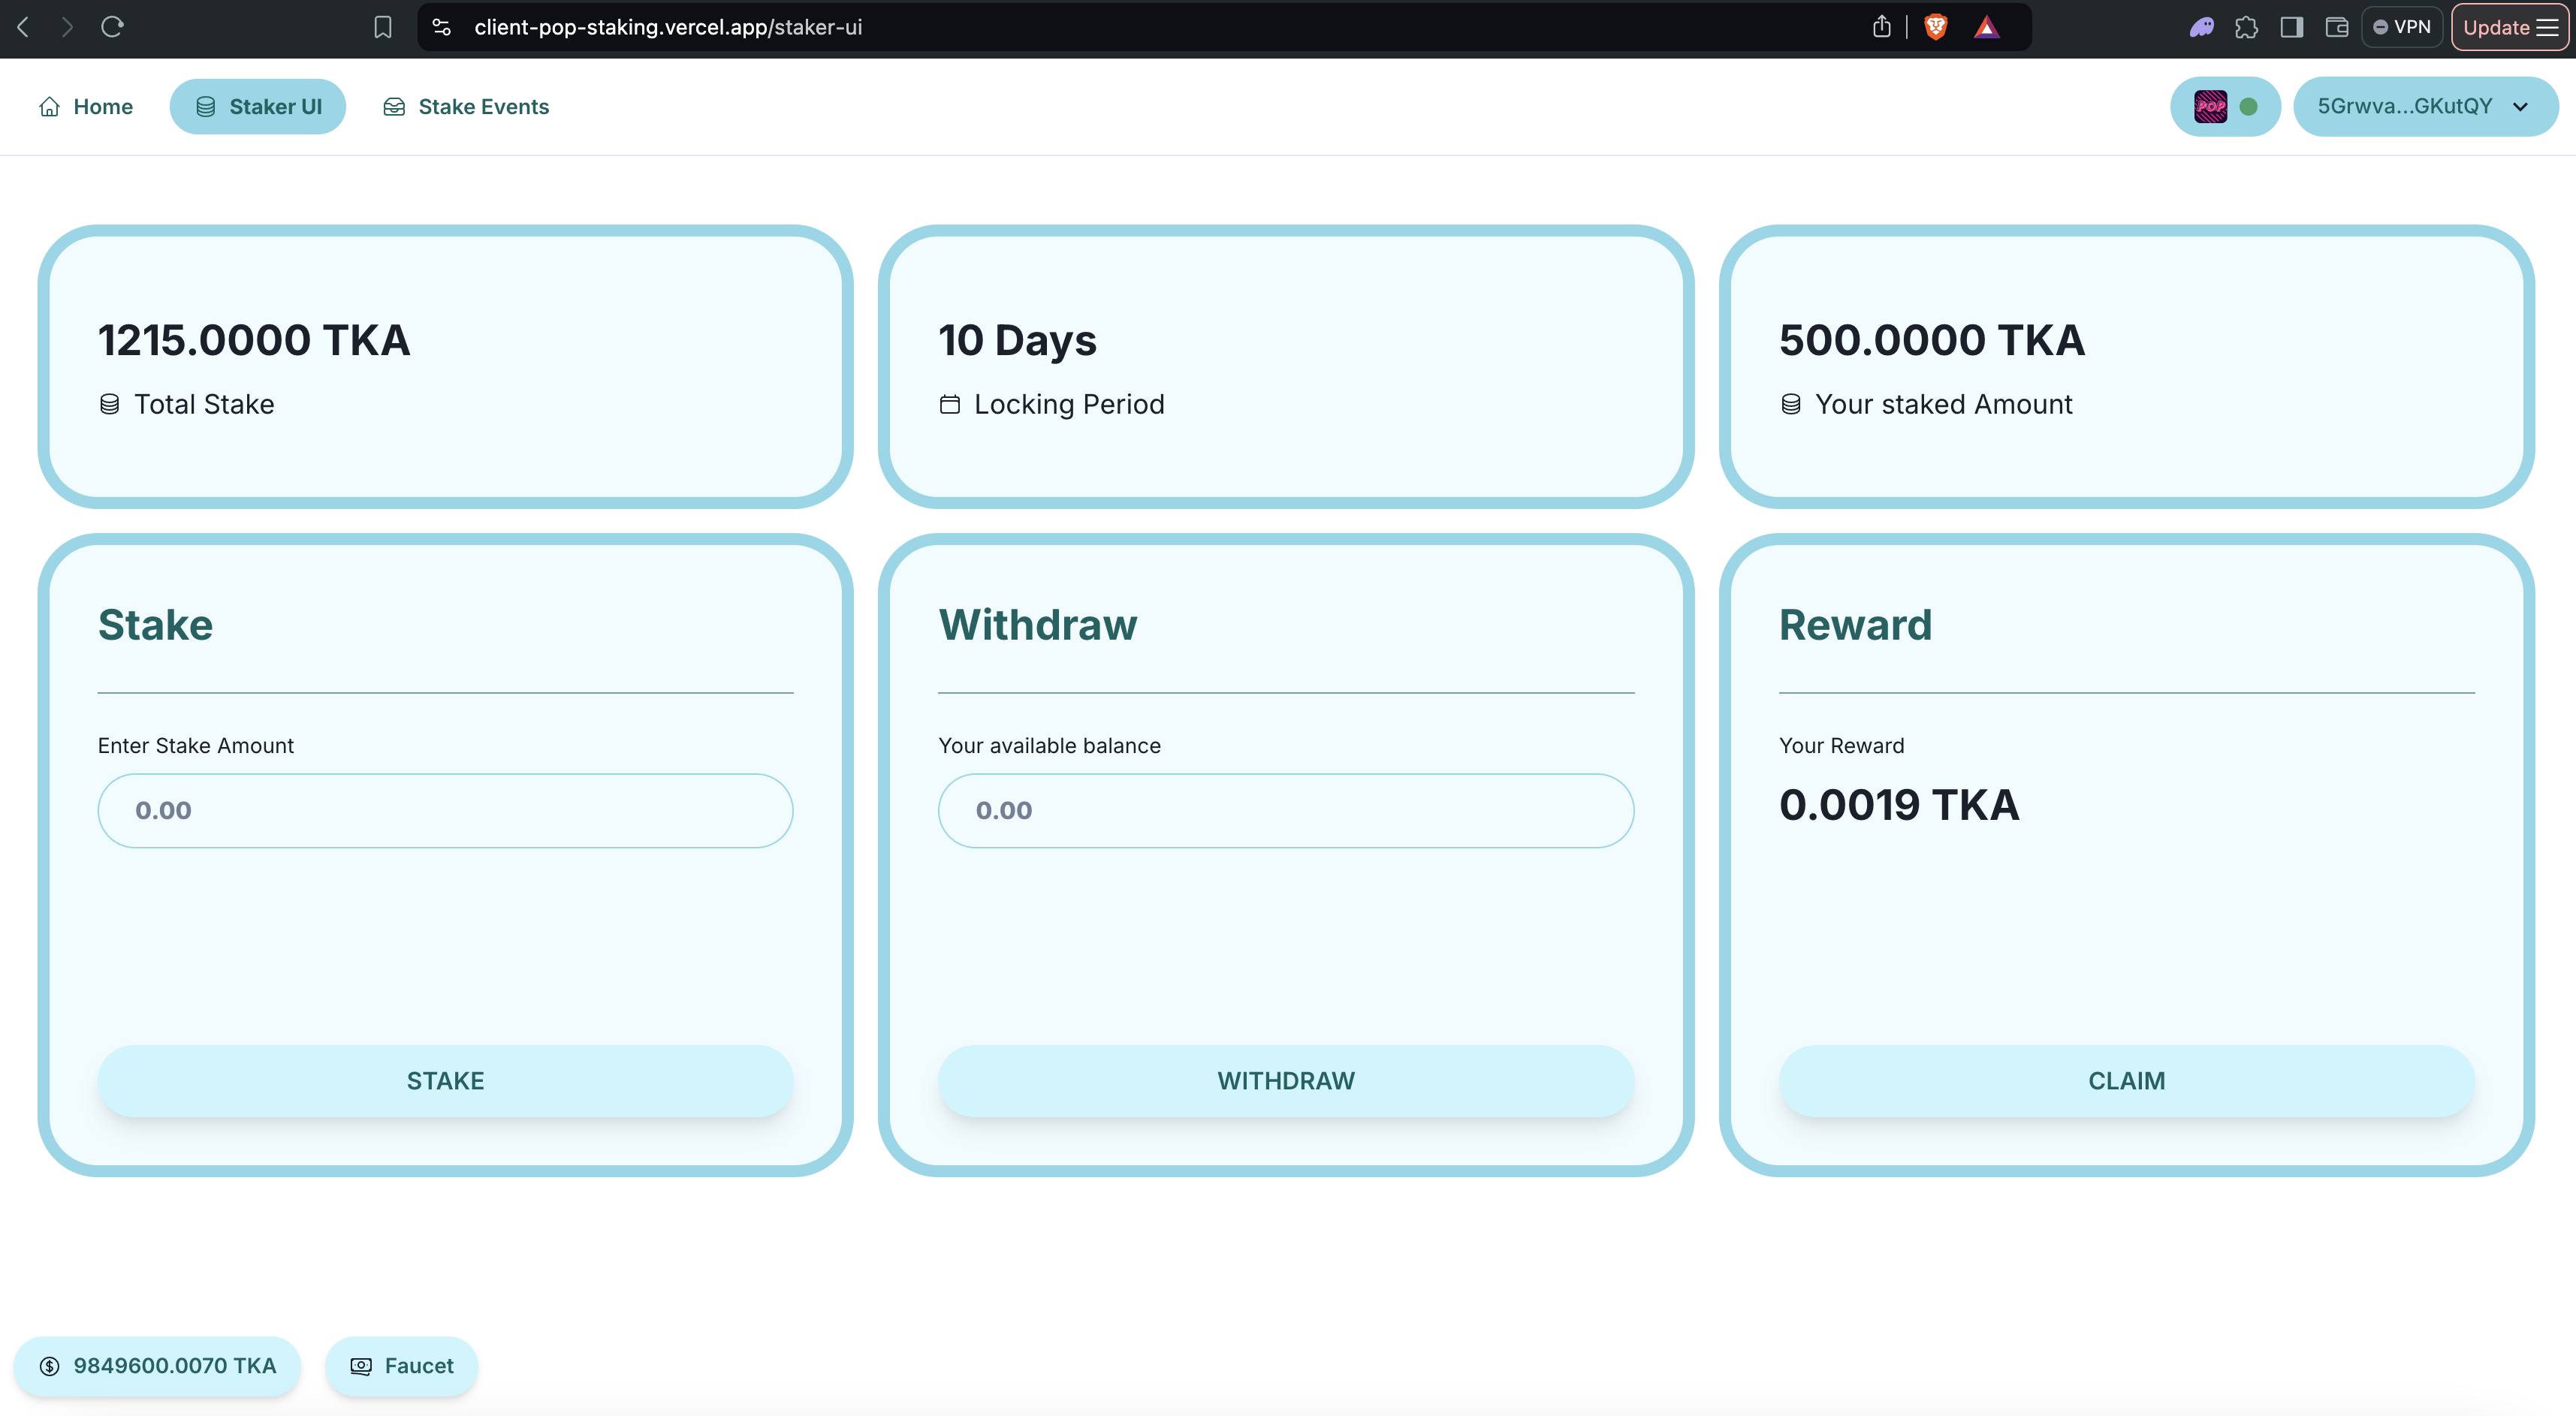 client-pop-staking.vercel.app/staker-ui
VPN
Update
Home
Staker UI
Stake Events
POP
5Grwva...GKutQY
1215.0000 TKA
Total Stake
10 Days
Locking Period
500.0000 TKA
Your staked Amount
Stake
Enter Stake Amount
0.00
STAKE
Withdraw
Your available balance
0.00
WITHDRAW
Reward
Your Reward
0.0019 TKA
CLAIM
9849600.0070 TKA
Faucet